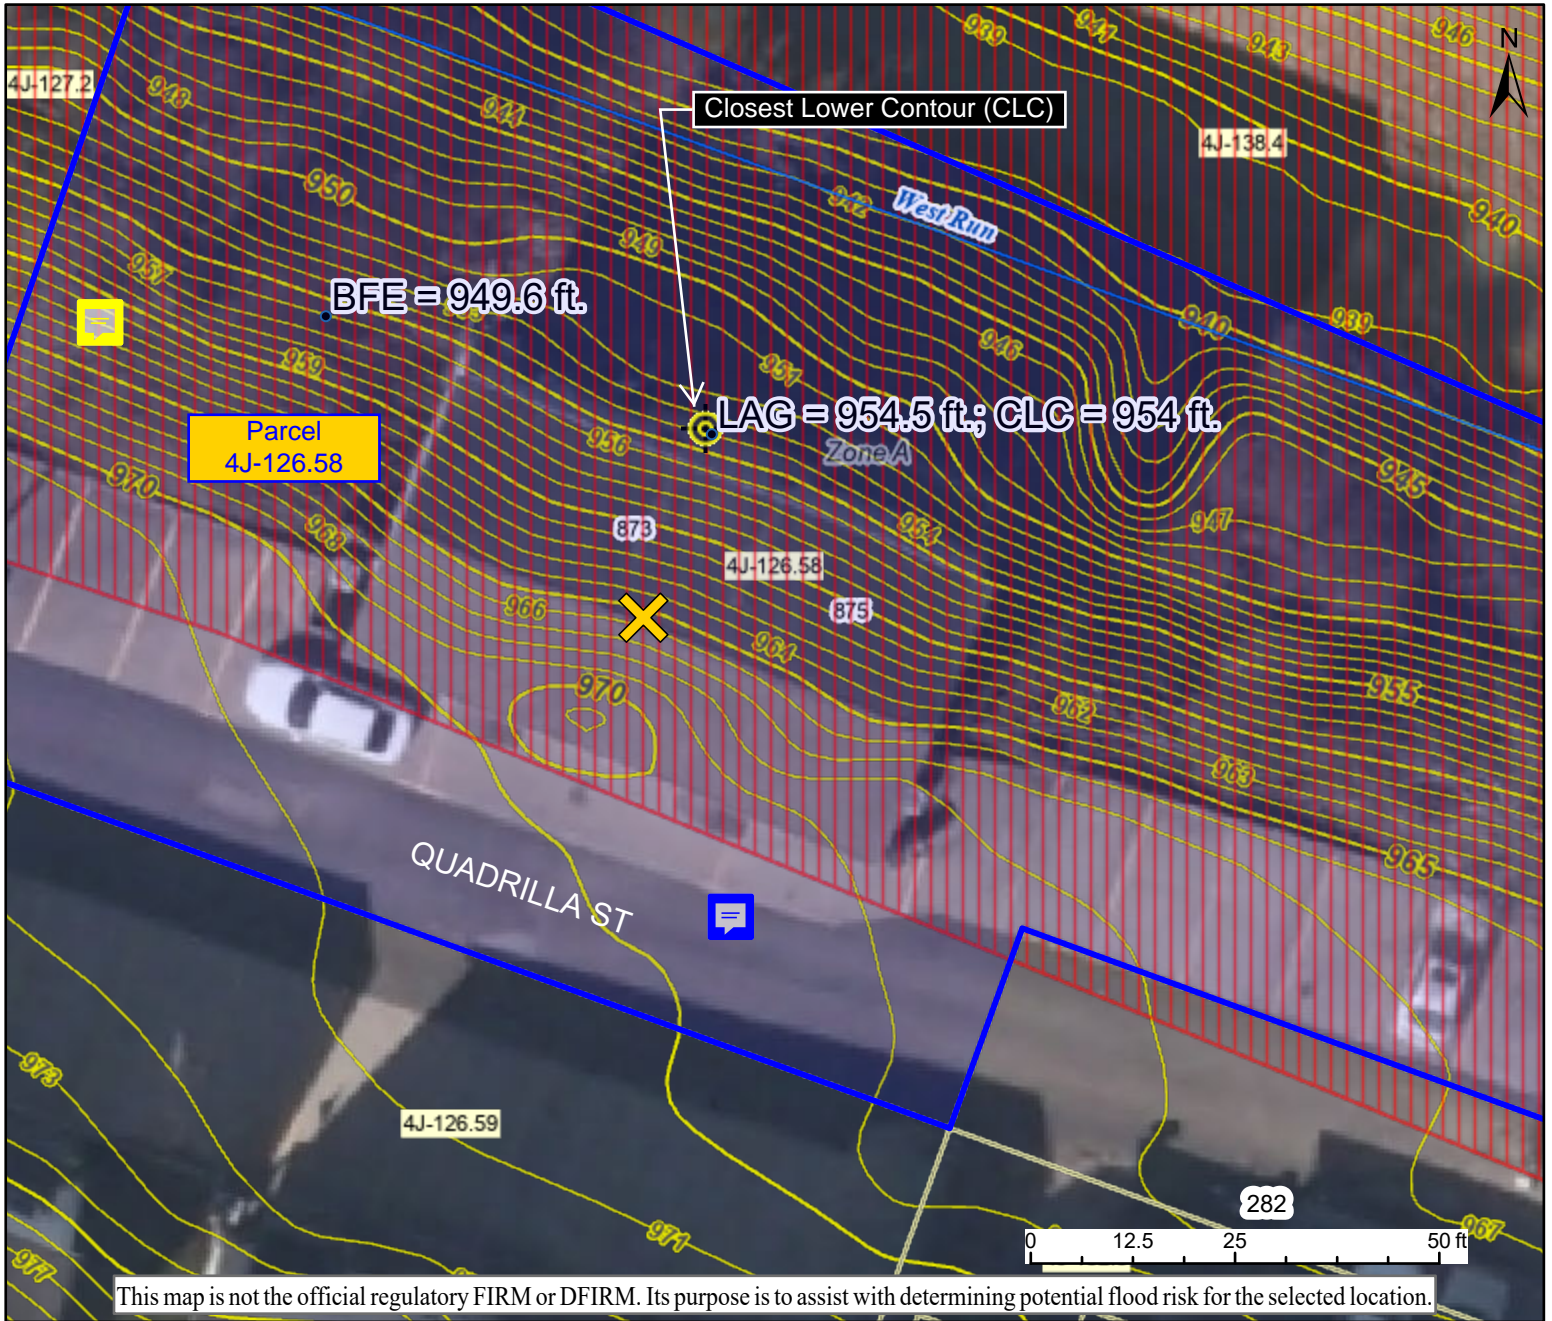 N
939
941
943
946
4J-127.2
948
944
Closest Lower Contour (CLC)
4J-138.4
950
942
West Run
940
949
957
BFE = 949.6 ft.
940
939
946
959
951
LAG = 954.5 ft.; CLC = 954 ft.
Parcel
4J-126.58
956
Zone A
970
945
968
873
954
947
4J-126.58
966
875
964
970
955
962
963
QUADRILLA ST
965
973
4J-126.59
282
971
967
977
0 12.5 25 50 ft
This map is not the official regulatory FIRM or DFIRM. Its purpose is to assist with determining potential flood risk for the selected location.